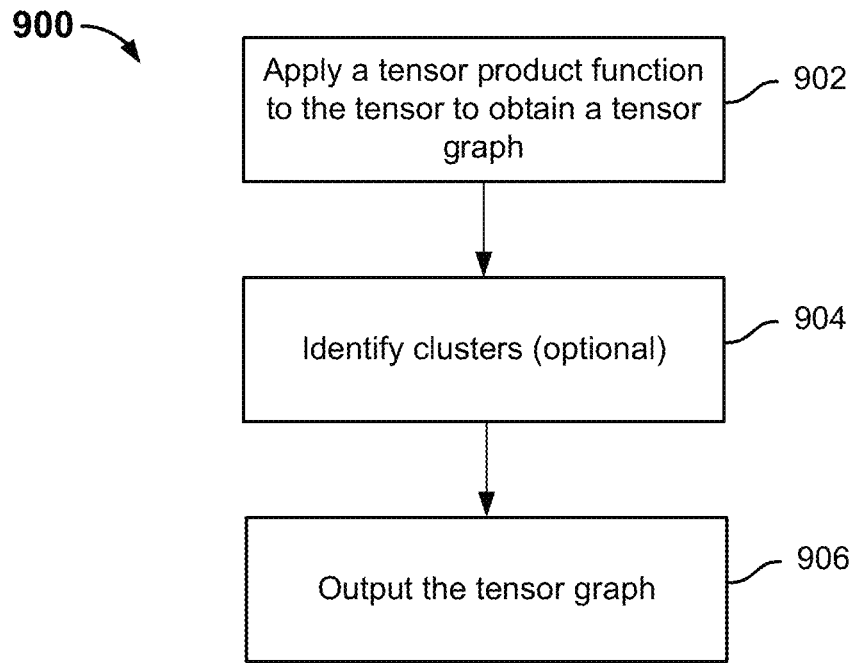 900
Apply a tensor product function
to the tensor to obtain a tensor
graph
902
Identify clusters (optional)
904
Output the tensor graph
906